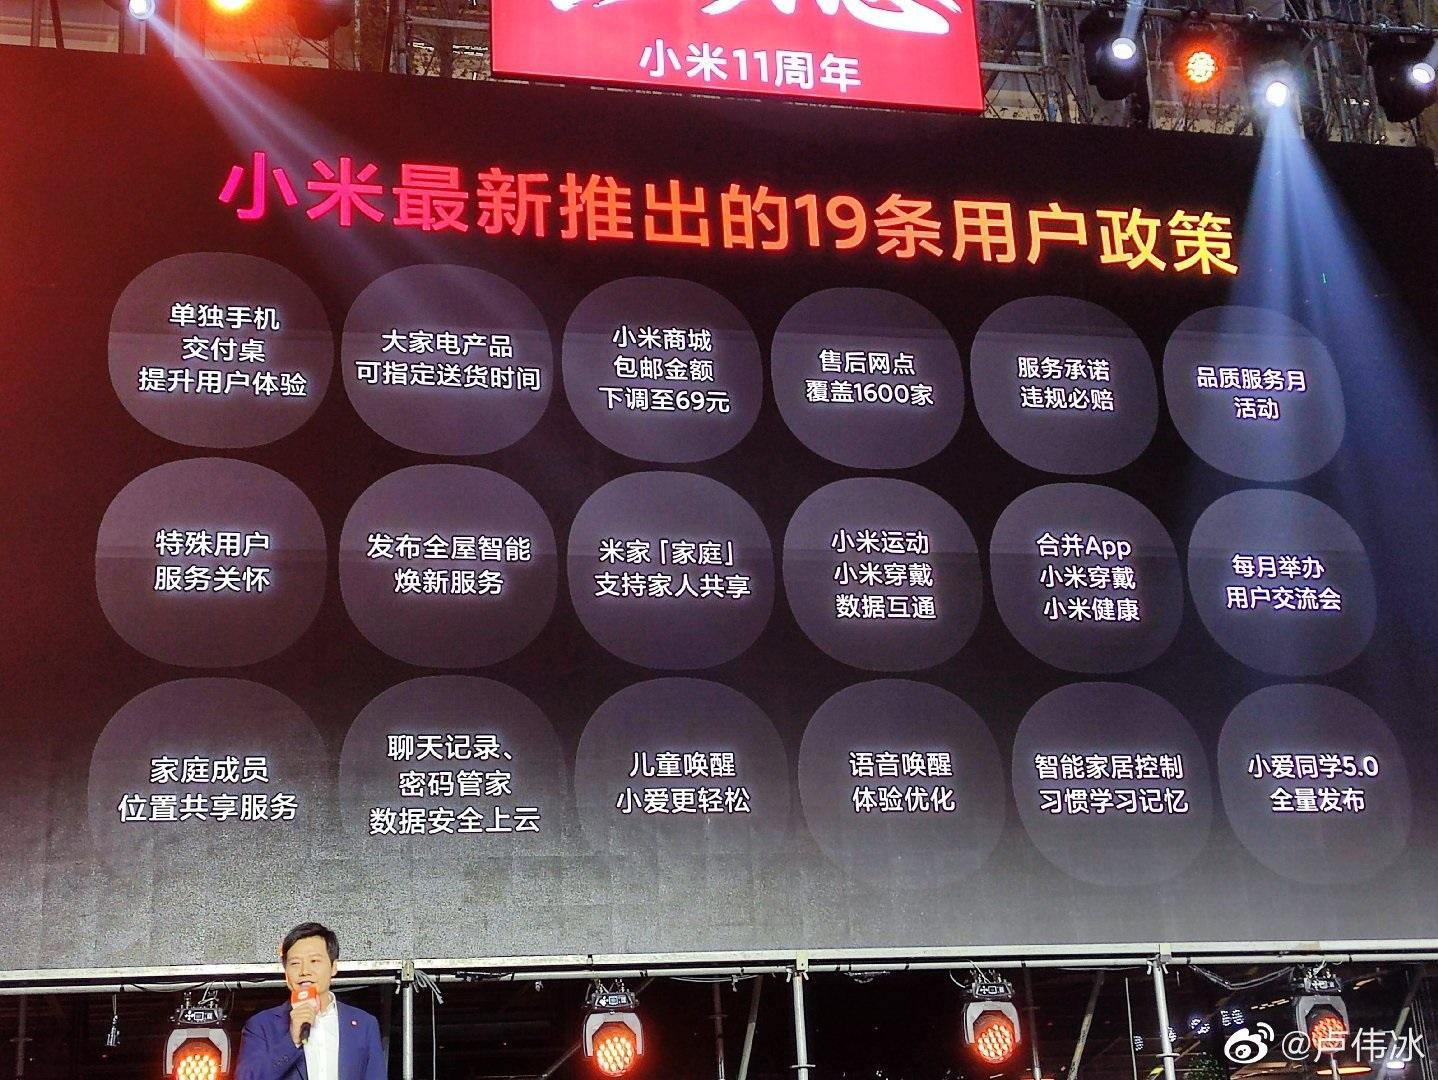 小米11周年
小米最新推出的19条用户政策
单独手机
交付桌
提升用户体验
大家电产品
可指定送货时间
小米商城
包邮金额
下调至69元
售后网点
覆盖1600家
服务承诺
违规必赔
品质服务月
活动
特殊用户
服务关怀
发布全屋智能
焕新服务
米家「家庭」
支持家人共享
小米运动
小米穿戴
数据互通
合并App
小米穿戴
小米健康
每月举办
用户交流会
家庭成员
位置共享服务
聊天记录、
密码管家
数据安全上云
儿童唤醒
小爱更轻松
语音唤醒
体验优化
智能家居控制
习惯学习记忆
小爱同学5.0
全量发布
@卢伟冰